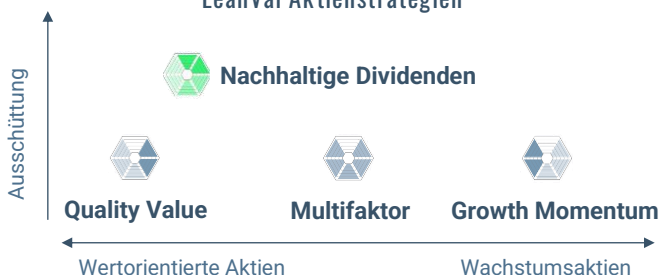 LeanVal Aktienstrategien
Ausschüttung
Nachhaltige Dividenden
Quality Value
Multifaktor
Growth Momentum
Wertorientierte Aktien
Wachstumsaktien